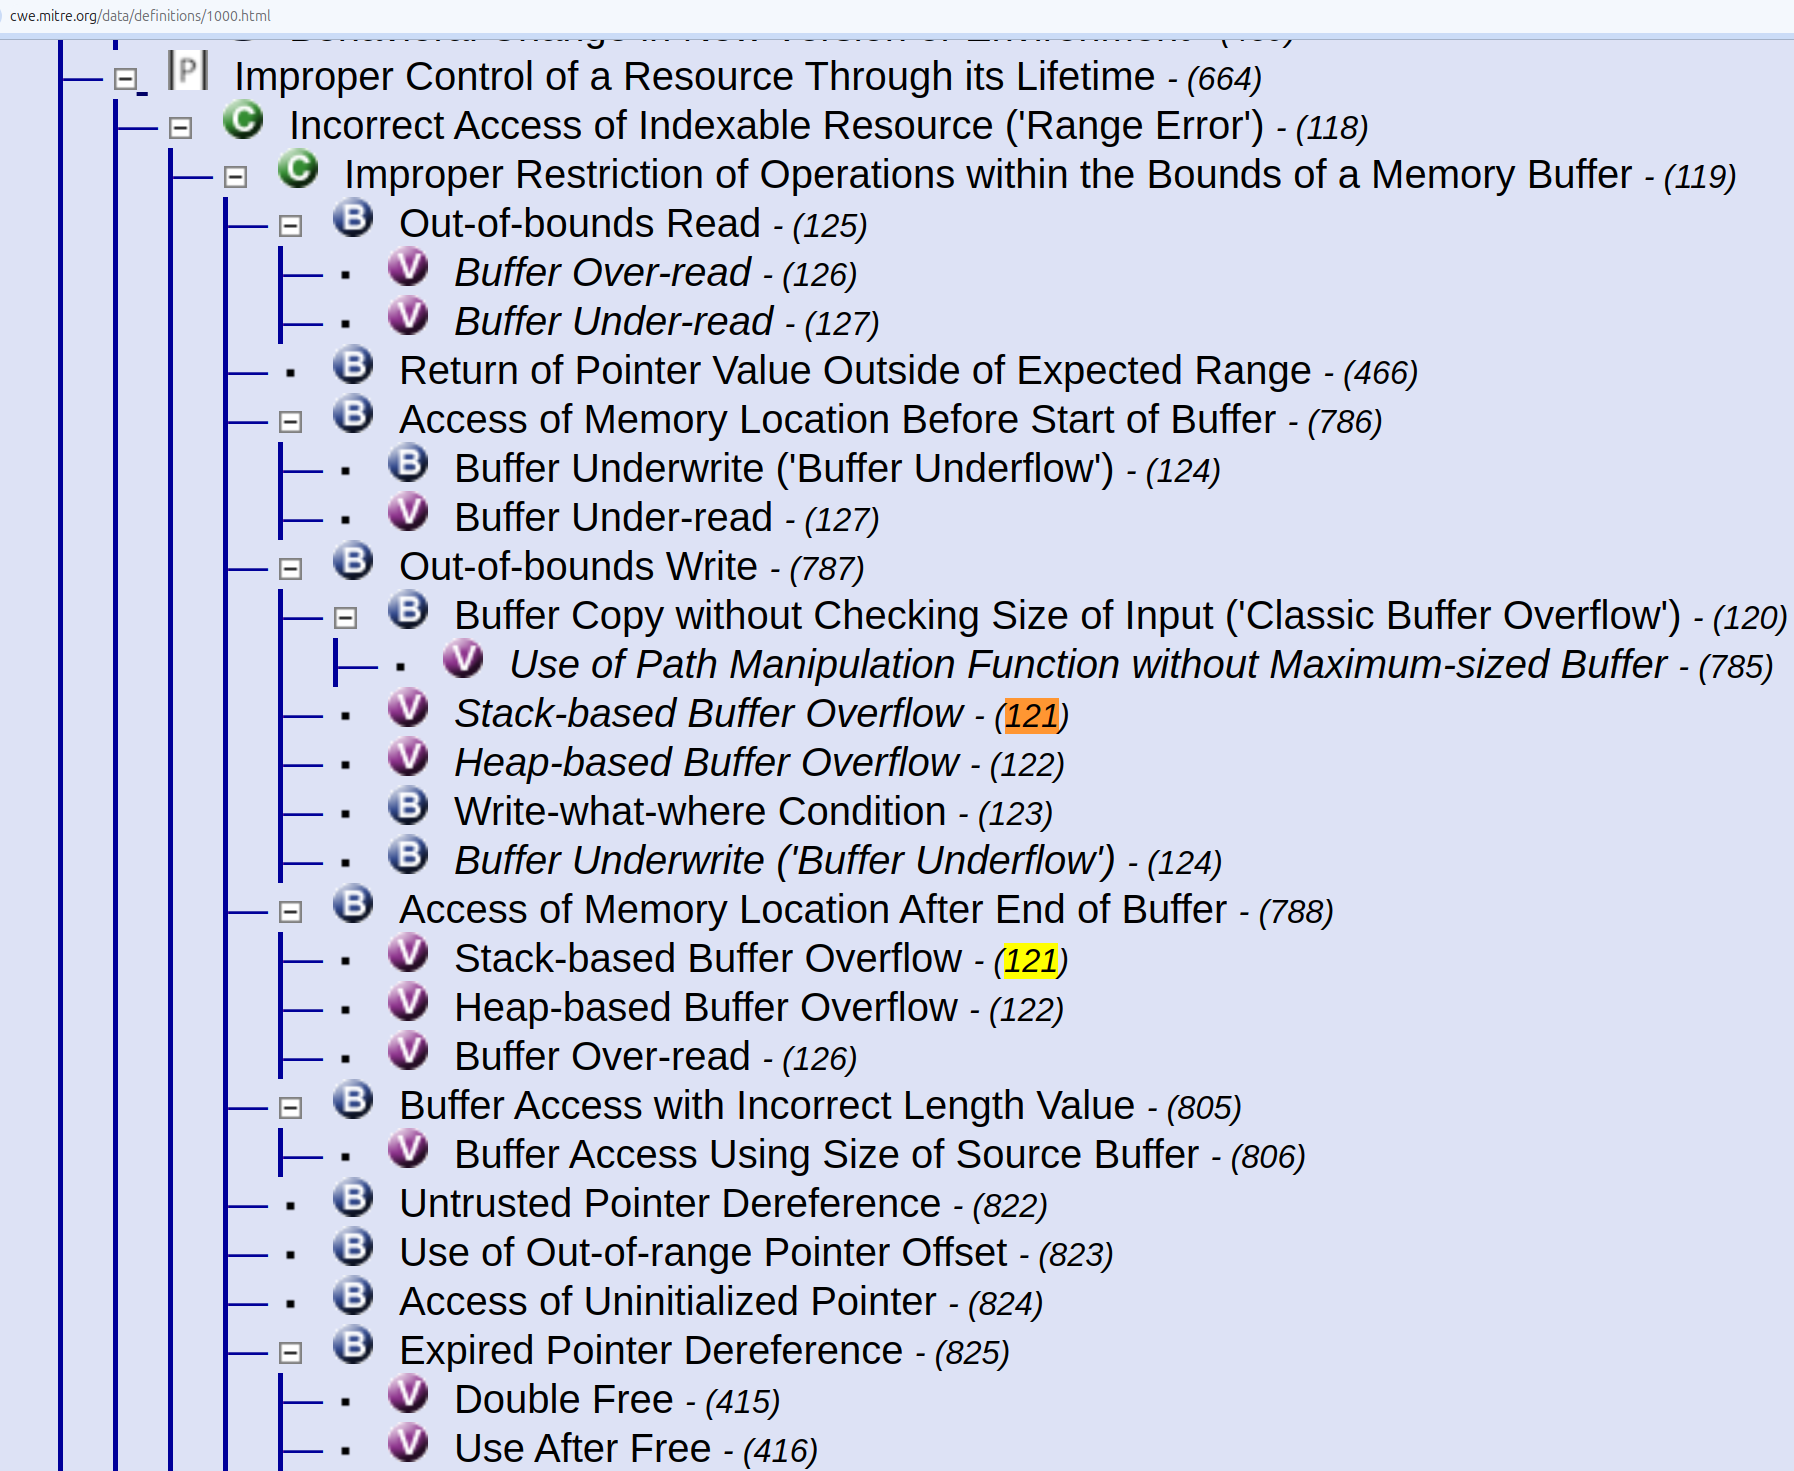 cwe.mitre.org/data/definitions/1000.html
P Improper Control of a Resource Through its Lifetime - (664)
C Incorrect Access of Indexable Resource ('Range Error') - (118)
C Improper Restriction of Operations within the Bounds of a Memory Buffer - (119)
B Out-of-bounds Read - (125)
V Buffer Over-read - (126)
V Buffer Under-read - (127)
B Return of Pointer Value Outside of Expected Range - (466)
B Access of Memory Location Before Start of Buffer - (786)
B Buffer Underwrite ('Buffer Underflow') - (124)
V Buffer Under-read - (127)
B Out-of-bounds Write - (787)
B Buffer Copy without Checking Size of Input ('Classic Buffer Overflow') - (120)
V Use of Path Manipulation Function without Maximum-sized Buffer - (785)
V Stack-based Buffer Overflow - (121)
V Heap-based Buffer Overflow - (122)
B Write-what-where Condition - (123)
B Buffer Underwrite ('Buffer Underflow') - (124)
B Access of Memory Location After End of Buffer - (788)
V Stack-based Buffer Overflow - (121)
V Heap-based Buffer Overflow - (122)
V Buffer Over-read - (126)
B Buffer Access with Incorrect Length Value - (805)
V Buffer Access Using Size of Source Buffer - (806)
B Untrusted Pointer Dereference - (822)
B Use of Out-of-range Pointer Offset - (823)
B Access of Uninitialized Pointer - (824)
B Expired Pointer Dereference - (825)
V Double Free - (415)
V Use After Free - (416)